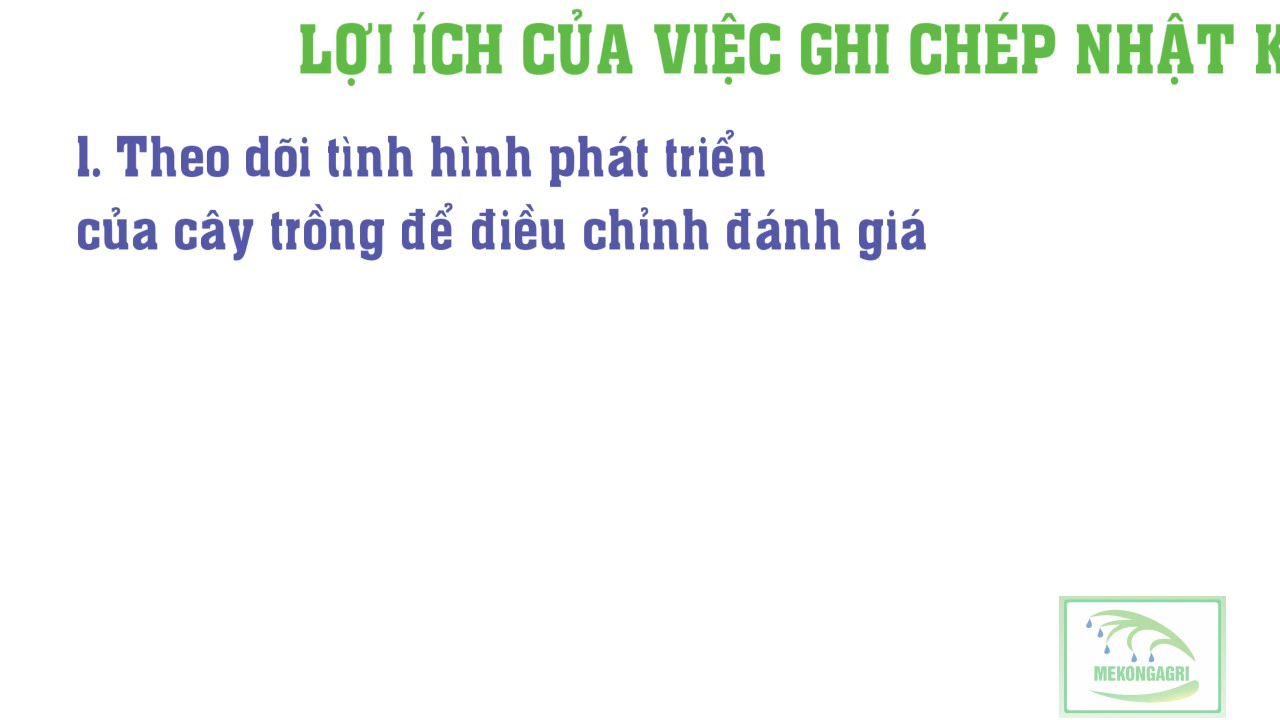 LỢI ÍCH CỦA VIỆC GHI CHÉP NHẬT K
1. Theo dõi tình hình phát triển
của cây trồng để điều chỉnh đánh giá
MEKONGAGRI